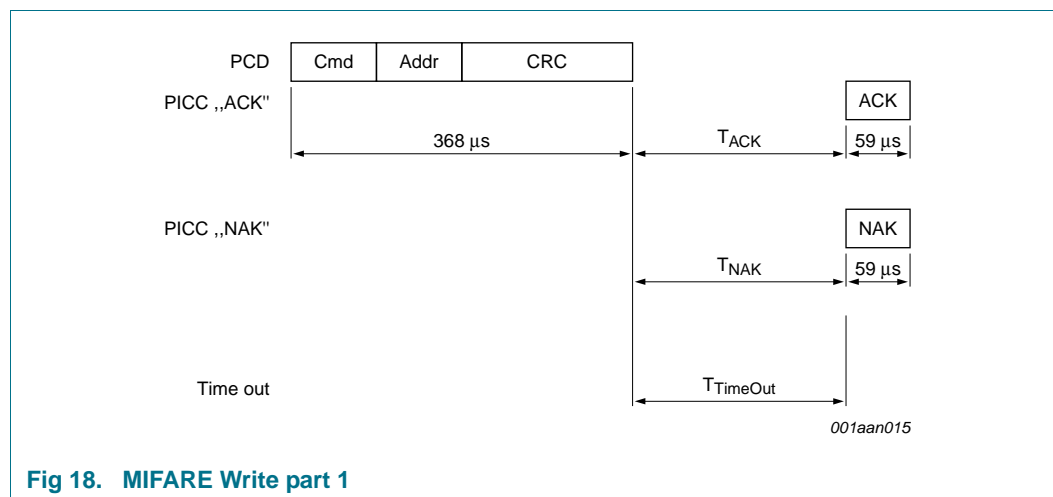 PCD Cmd Addr CRC
PICC ,,ACK" ACK
368 μs TACK 59 μs
PICC ,,NAK" NAK
TNAK 59 μs
Time out TTimeOut
001aan015
Fig 18. MIFARE Write part 1